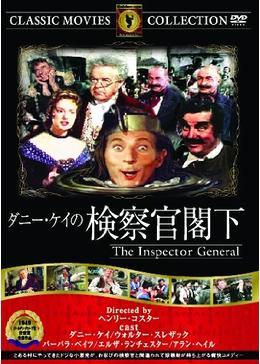 CLASSIC MOVIES COLLECTION DVD
ダニー・ケイの 検察官閣下
The Inspector General
Directed by
ヘンリー・コスター
cast
ダニー・ケイ/ウォルター・スレザック
バーバラ・ベイツ/エルザ・ランチェスター/アラン・ヘイル
1949